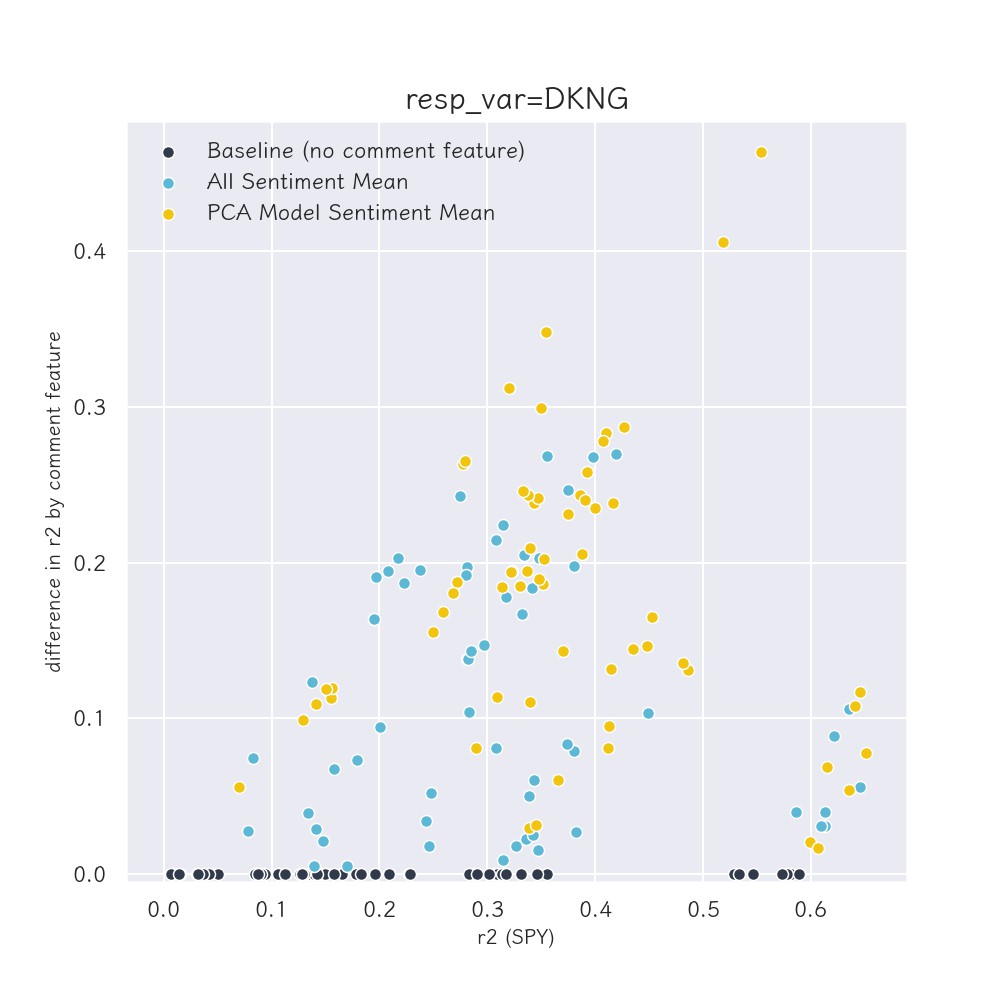 resp_var=DKNG
Baseline (no comment feature)
All Sentiment Mean
PCA Model Sentiment Mean
difference in r2 by comment feature
0.4
0.3
0.2
0.1
0.0
0.0 0.1 0.2 0.3 0.4 0.5 0.6
r2 (SPY)